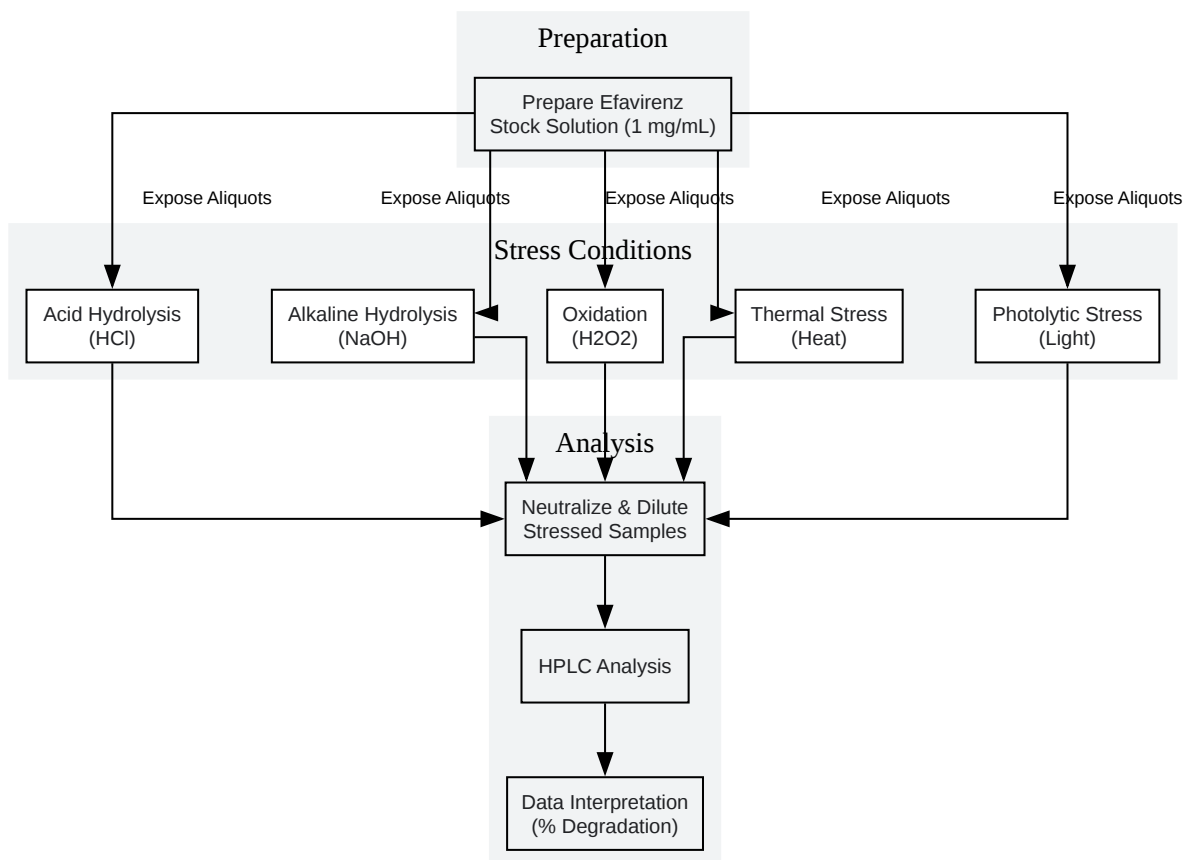 Preparation
Prepare Efavirenz
Stock Solution (1 mg/mL)
Expose Aliquots
Expose Aliquots
Expose Aliquots
Expose Aliquots
Expose Aliquots
Stress Conditions
Acid Hydrolysis
(HCl)
Alkaline Hydrolysis
(NaOH)
Oxidation
(H2O2)
Thermal Stress
(Heat)
Photolytic Stress
(Light)
Analysis
Neutralize & Dilute
Stressed Samples
HPLC Analysis
Data Interpretation
(% Degradation)